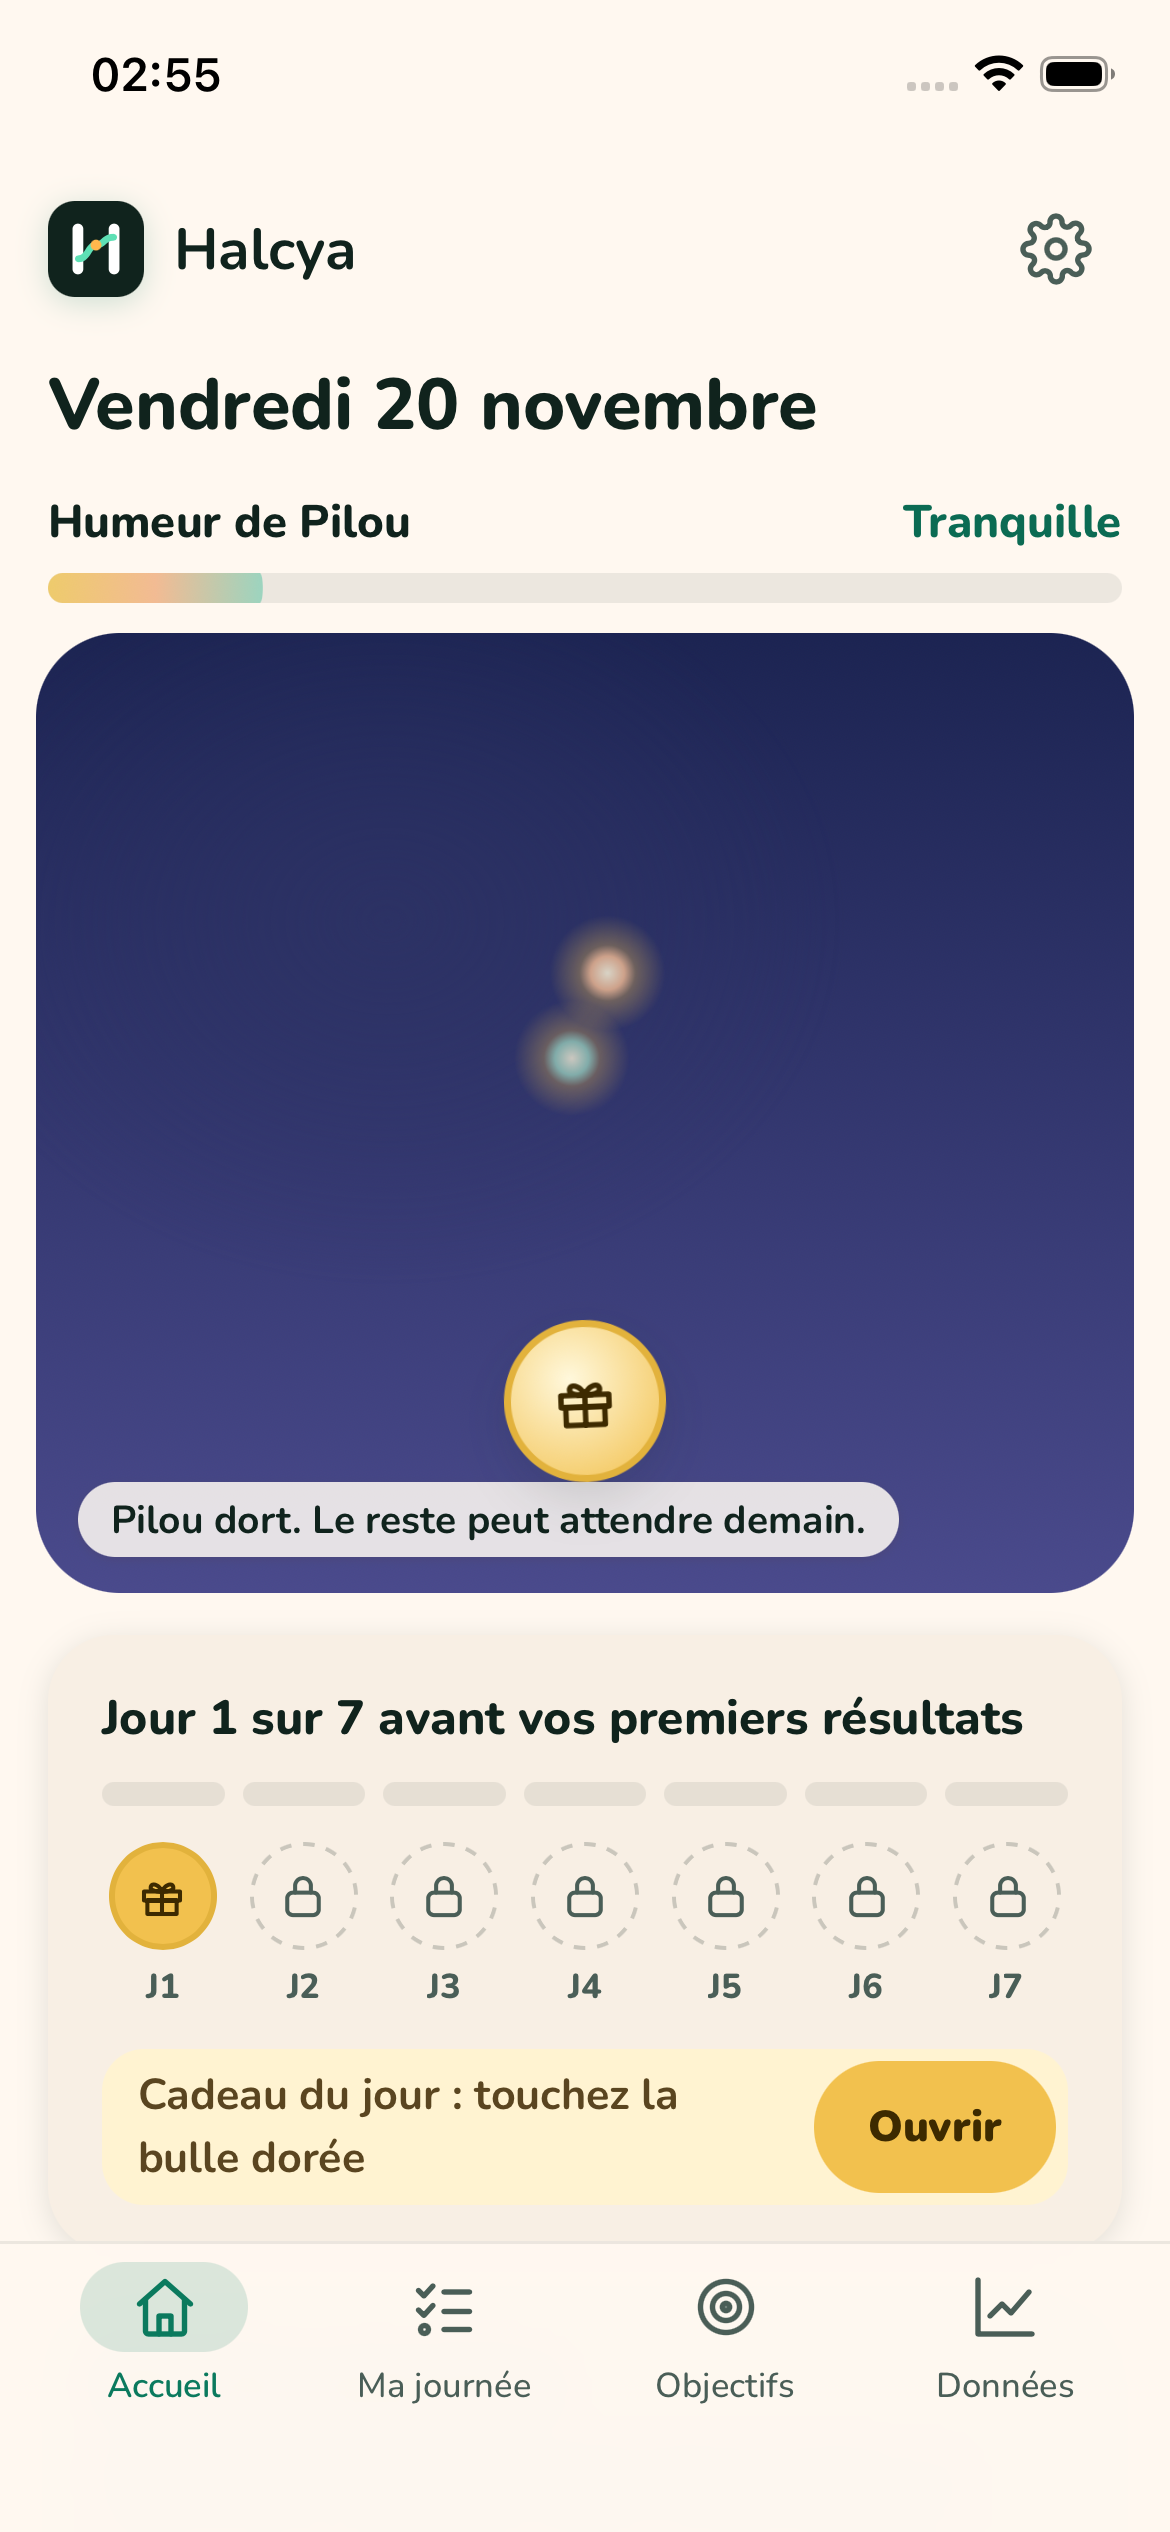 02:55
Halcya
Vendredi 20 novembre
Humeur de Pilou
Tranquille
Pilou dort. Le reste peut attendre demain.
Jour 1 sur 7 avant vos premiers résultats
J1 J2 J3 J4 J5 J6 J7
Cadeau du jour : touchez la
bulle dorée
Ouvrir
Accueil Ma journée Objectifs Données